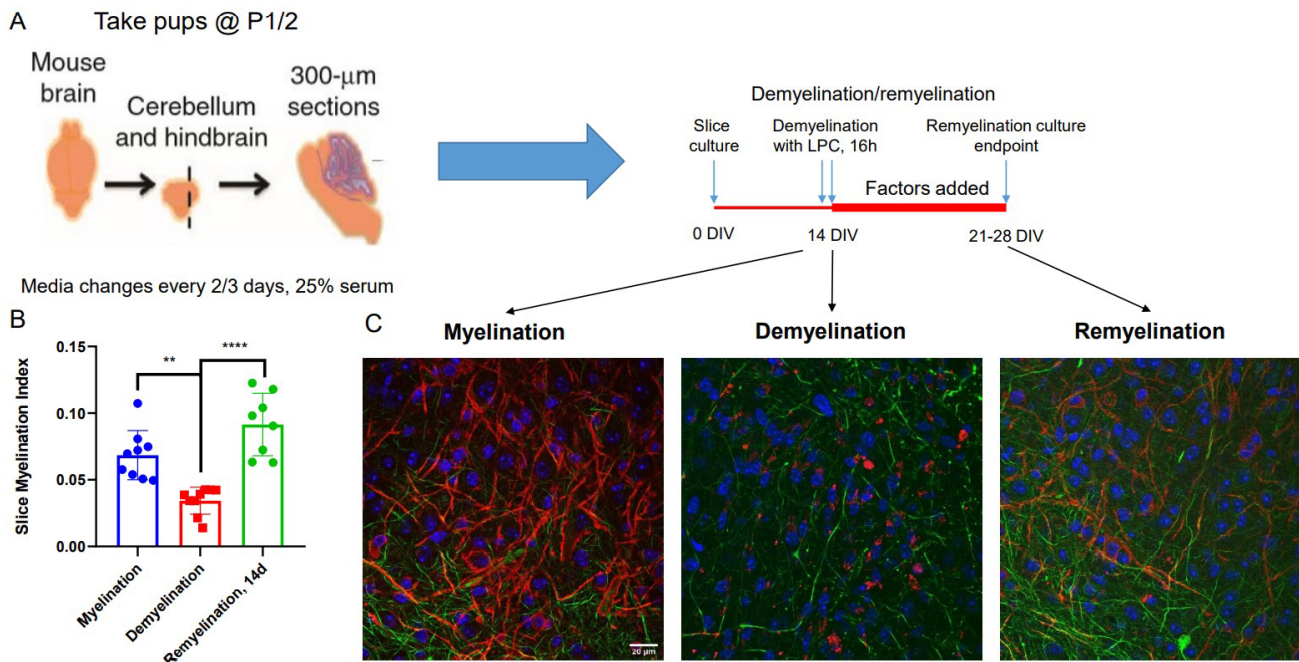 A
Take pups @ P1/2
Mouse
brain
Cerebellum
and hindbrain
300-μm
sections
Media changes every 2/3 days, 25% serum
Demyelination/remyelination
Slice
culture
Demyelination
with LPC, 16h
Remyelination culture
endpoint
Factors added
0 DIV
14 DIV
21-28 DIV
B
Slice Myelination Index
0.15
0.10
0.05
0.00
**
****
Myelination
Demyelination
Remyelination, 14d
C
Myelination
Demyelination
Remyelination
20 μm